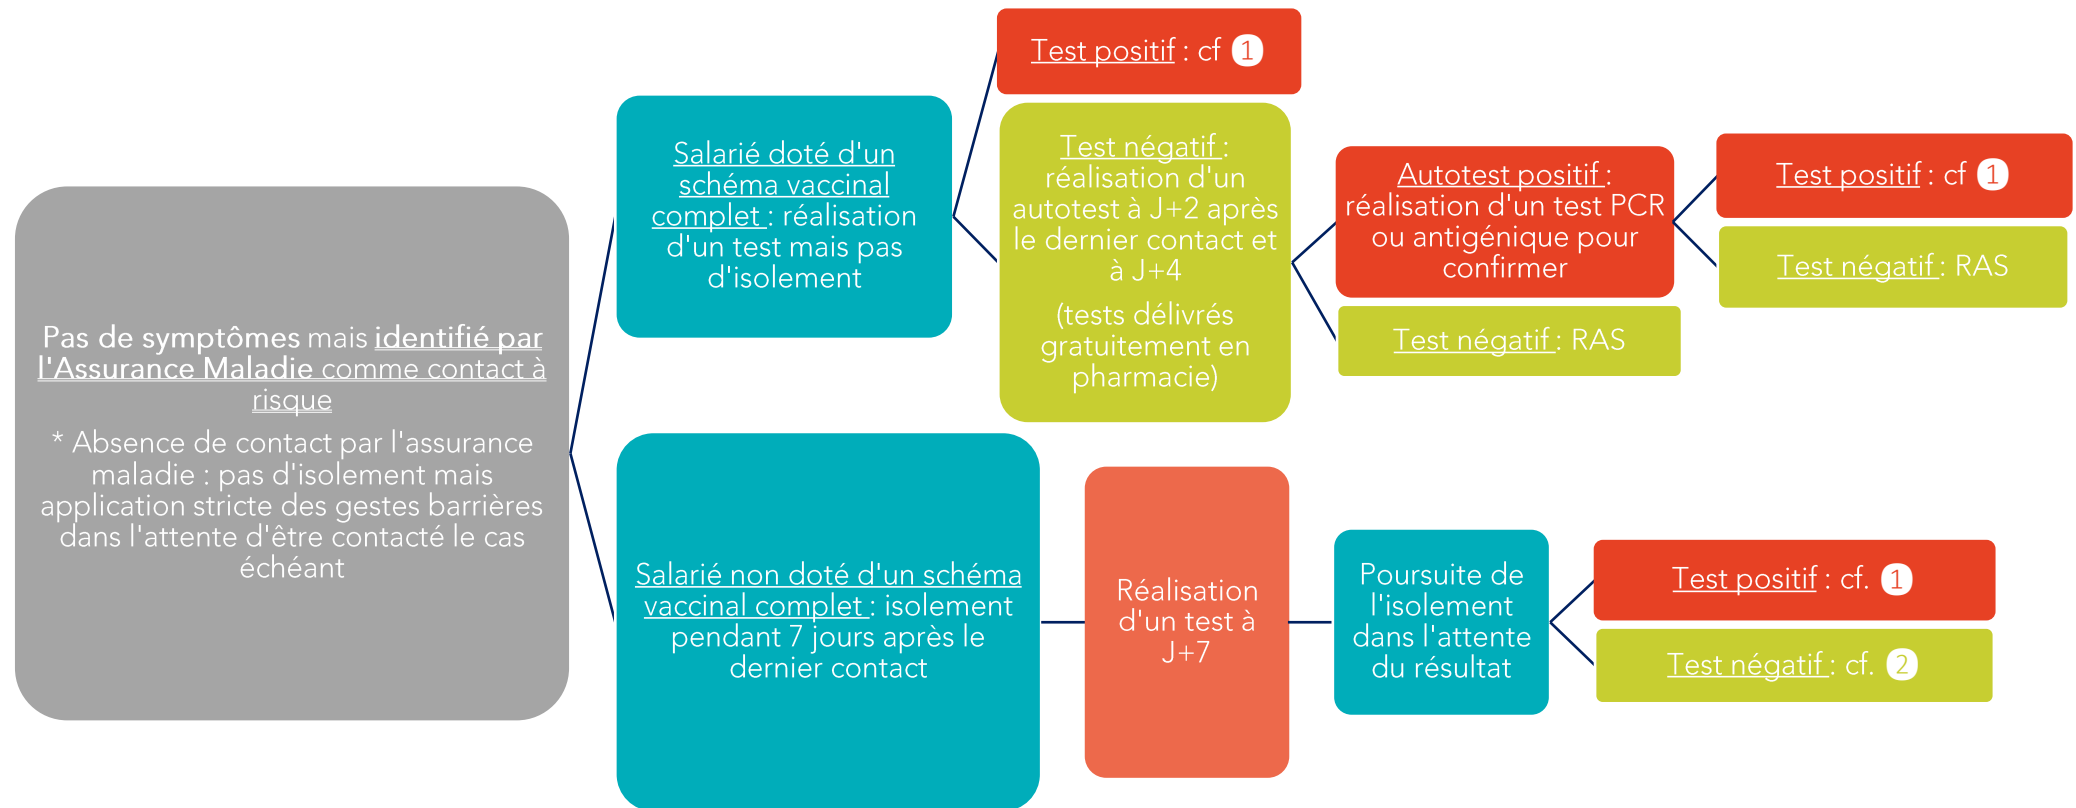 Pas de symptômes mais identifié par
l'Assurance Maladie comme contact à
risque
* Absence de contact par l'assurance
maladie : pas d'isolement mais
application stricte des gestes barrières
dans l'attente d'être contacté le cas
échéant
Salarié doté d'un
schéma vaccinal
complet : réalisation
d'un test mais pas
d'isolement
Test positif : cf 1
Test négatif :
réalisation d'un
autotest à J+2 après
le dernier contact et
à J+4
(tests délivrés
gratuitement en
pharmacie)
Autotest positif :
réalisation d'un test PCR
ou antigénique pour
confirmer
Test positif : cf 1
Test négatif : RAS
Test négatif : RAS
Salarié non doté d'un schéma
vaccinal complet : isolement
pendant 7 jours après le
dernier contact
Réalisation
d'un test à
J+7
Poursuite de
l'isolement
dans l'attente
du résultat
Test positif : cf. 1
Test négatif : cf. 2